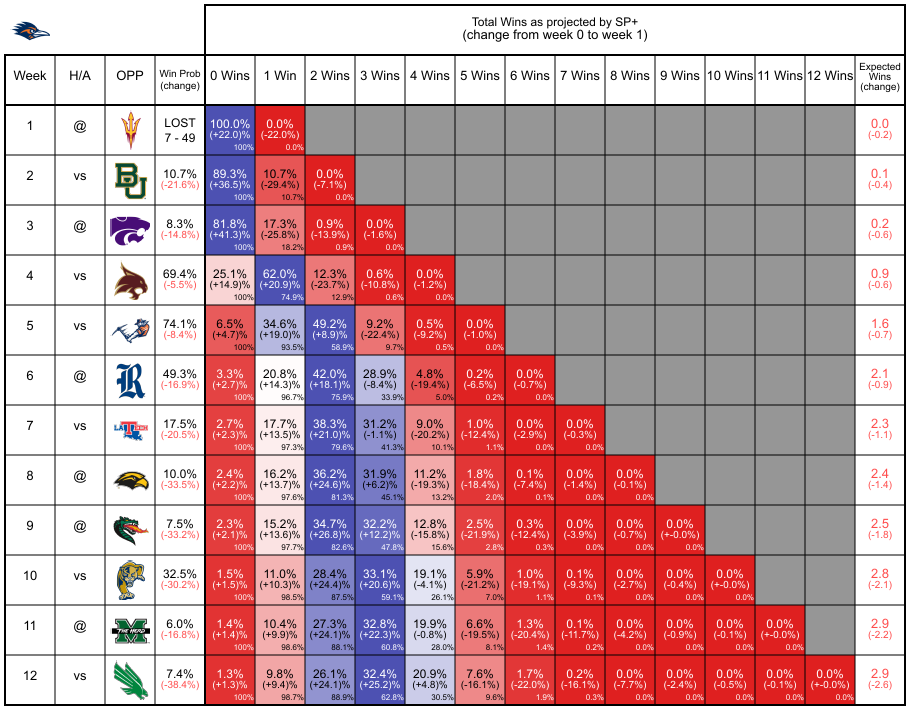 Total Wins as projected by SP+
(change from week 0 to week 1)
Week H/A OPP Win Prob (change) 0 Wins 1 Win 2 Wins 3 Wins 4 Wins 5 Wins 6 Wins 7 Wins 8 Wins 9 Wins 10 Wins 11 Wins 12 Wins Expected Wins (change)
1 @ LOST 100.0% 0.0% 0.0
7 - 49 (+22.0)% (-22.0%) (-0.2)
100% 0.0%
2 vs BU 10.7% 89.3% 10.7% 0.0% 0.1
(-21.6%) (+36.5)% (-29.4%) (-7.1%) (-0.4)
100% 10.7% 0.0%
3 @ 8.3% 81.8% 17.3% 0.9% 0.0% 0.2
(-14.8%) (+41.3)% (-25.8%) (-13.9%) (-1.6%) (-0.6)
100% 18.2% 0.9% 0.0%
4 vs 69.4% 25.1% 62.0% 12.3% 0.6% 0.0% 0.9
(-5.5%) (+14.9)% (+20.9)% (-23.7%) (-10.8%) (-1.2%) (-0.6)
100% 74.9% 12.9% 0.6% 0.0%
5 vs 74.1% 6.5% 34.6% 49.2% 9.2% 0.5% 0.0% 1.6
(-8.4%) (+4.7)% (+19.0)% (+8.9)% (-22.4%) (-9.2%) (-1.0%) (-0.7)
100% 93.5% 58.9% 9.7% 0.5% 0.0%
6 @ R 49.3% 3.3% 20.8% 42.0% 28.9% 4.8% 0.2% 0.0% 2.1
(-16.9%) (+2.7)% (+14.3)% (+18.1)% (-8.4%) (-19.4%) (-6.5%) (-0.7%) (-0.9)
100% 96.7% 75.9% 33.9% 5.0% 0.2% 0.0%
7 vs LA TECH 17.5% 2.7% 17.7% 38.3% 31.2% 9.0% 1.0% 0.0% 0.0% 2.3
(-20.5%) (+2.3)% (+13.5)% (+21.0)% (-1.1%) (-20.2%) (-12.4%) (-2.9%) (-0.3%) (-1.1)
100% 97.3% 79.6% 41.3% 10.1% 1.1% 0.0% 0.0%
8 @ 10.0% 2.4% 16.2% 36.2% 31.9% 11.2% 1.8% 0.1% 0.0% 0.0% 2.4
(-33.5%) (+2.2)% (+13.7)% (+24.6)% (+6.2)% (-19.3%) (-18.4%) (-7.4%) (-1.4%) (-0.1%) (-1.4)
100% 97.6% 81.3% 45.1% 13.2% 2.0% 0.1% 0.0% 0.0%
9 @ 7.5% 2.3% 15.2% 34.7% 32.2% 12.8% 2.5% 0.3% 0.0% 0.0% 0.0% 2.5
(-33.2%) (+2.1)% (+13.6)% (+26.8)% (+12.2)% (-15.8%) (-21.9%) (-12.4%) (-3.9%) (-0.7%) (+-0.0% (-1.8)
100% 97.7% 82.6% 47.8% 15.6% 2.8% 0.3% 0.0% 0.0% 0.0%
10 vs 32.5% 1.5% 11.0% 28.4% 33.1% 19.1% 5.9% 1.0% 0.1% 0.0% 0.0% 0.0% 2.8
(-30.2%) (+1.5)% (+10.3)% (+24.4)% (+20.6)% (-4.1%) (-21.2%) (-19.1%) (-9.3%) (-2.7%) (-0.4%) (+-0.0% (-2.1)
100% 98.5% 87.5% 59.1% 26.1% 7.0% 1.1% 0.1% 0.0% 0.0% 0.0%
11 @ M THE HERD 6.0% 1.4% 10.4% 27.3% 32.8% 19.9% 6.6% 1.3% 0.1% 0.0% 0.0% 0.0% 0.0% 2.9
(-16.8%) (+1.4)% (+9.9)% (+24.1)% (+22.3)% (-0.8%) (-19.5%) (-20.4%) (-11.7%) (-4.2%) (-0.9%) (-0.1%) (+-0.0% (-2.2)
100% 98.6% 88.1% 60.8% 28.0% 8.1% 1.4% 0.2% 0.0% 0.0% 0.0% 0.0%
12 vs 7.4% 1.3% 9.8% 26.1% 32.4% 20.9% 7.6% 1.7% 0.2% 0.0% 0.0% 0.0% 0.0% 0.0% 2.9
(-38.4%) (+1.3)% (+9.4)% (+24.1)% (+25.2)% (+4.8)% (-16.1%) (-22.0%) (-16.1%) (-7.7%) (-2.4%) (-0.5%) (-0.1%) (+-0.0% (-2.6)
100% 98.7% 88.9% 62.8% 30.5% 9.6% 1.9% 0.3% 0.0% 0.0% 0.0% 0.0% 0.0%